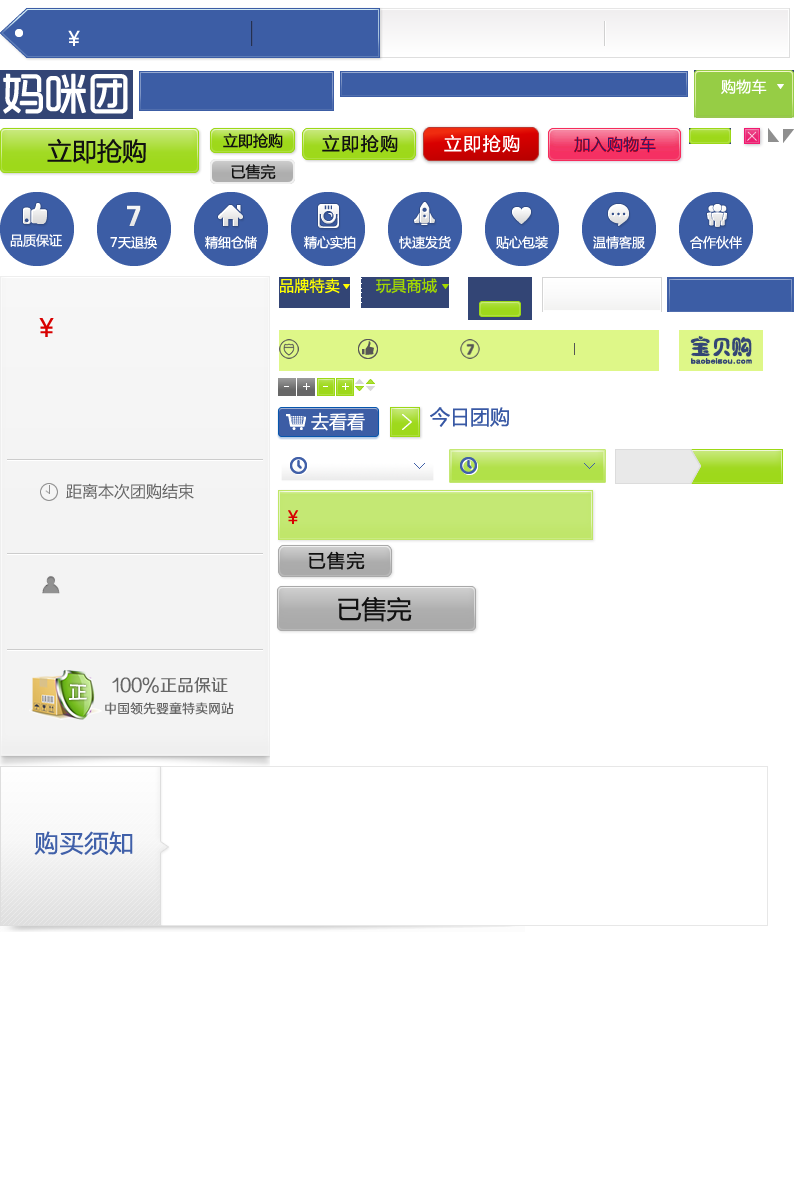 ¥
妈咪团
购物车
立即抢购
立即抢购
已售完
立即抢购
立即抢购
加入购物车
品质保证
7
7天退换
精细仓储
精心实拍
快速发货
贴心包装
温情客服
合作伙伴
¥
品牌特卖
玩具商城
7
宝贝购
baobeigou.com
去看看
今日团购
距离本次团购结束
¥
已售完
已售完
100%正品保证
正
中国领先婴童特卖网站
购买须知